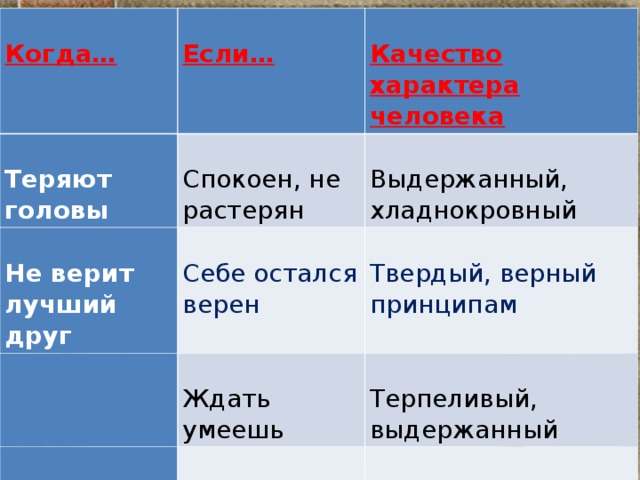 Когда…
Если…
Качество
характера
человека
Теряют
головы
Спокоен, не
растерян
Выдержанный,
хладнокровный
Не верит
лучший
друг
Себе остался
верен
Твердый, верный
принципам
Ждать
умеешь
Терпеливый,
выдержанный